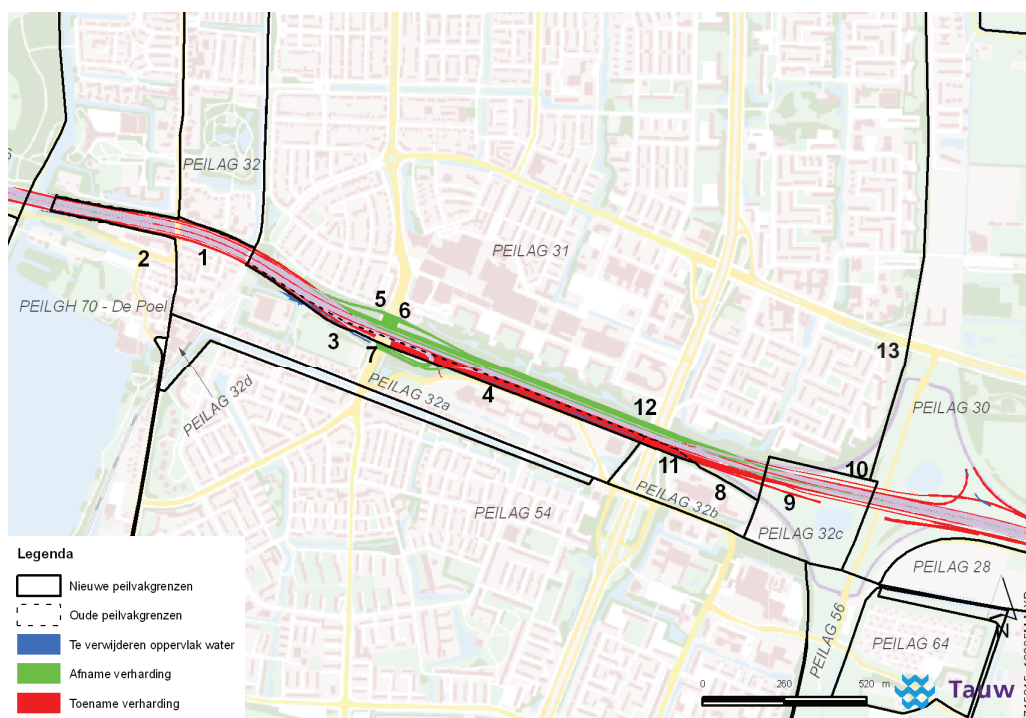 PEILAG 32
PEILAG 31
2
1
PEILGH 70 - De Poel
5
6
3
7
13
PEILAG 32d
PEILAG 32a
4
12
PEILAG 30
11
10
8
9
PEILAG 32b
PEILAG 54
PEILAG 32c
PEILAG 28
PEILAG 56
PEILAG 64
Legenda
Nieuwe peilvakgrenzen
Oude peilvakgrenzen
Te verwijderen oppervlak water
Afname verharding
Toename verharding
0 260 520 m
Tauw